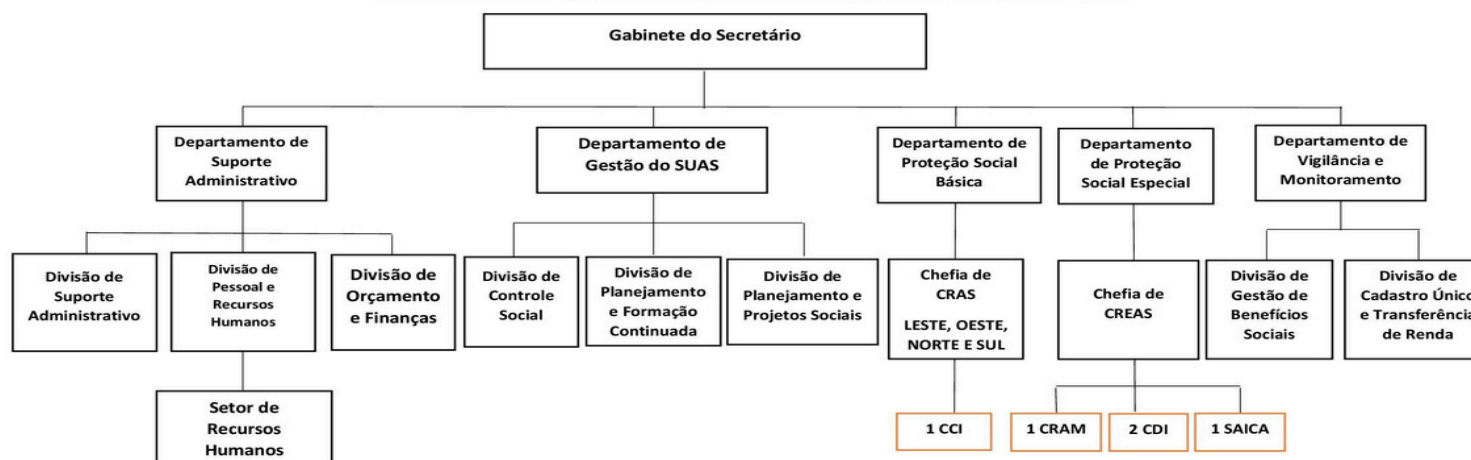 Gabinete do Secretário
Departamento de
Suporte
Administrativo
Departamento de
Gestão do SUAS
Departamento de
Proteção Social
Básica
Departamento
de Proteção
Social Especial
Departamento de
Vigilância e
Monitoramento
Divisão de
Suporte
Administrativo
Divisão de
Pessoal e
Recursos
Humanos
Divisão de
Orçamento
e Finanças
Divisão de
Controle
Social
Divisão de
Planejamento
e Formação
Continuada
Divisão de
Planejamento e
Projetos Sociais
Chefia de
CRAS
LESTE, OESTE,
NORTE E SUL
Chefia de
CREAS
Divisão de
Gestão de
Benefícios
Sociais
Divisão de
Cadastro Único
e Transferência
de Renda
Setor de
Recursos
Humanos
1 CCI
1 CRAM
2 CDI
1 SAICA